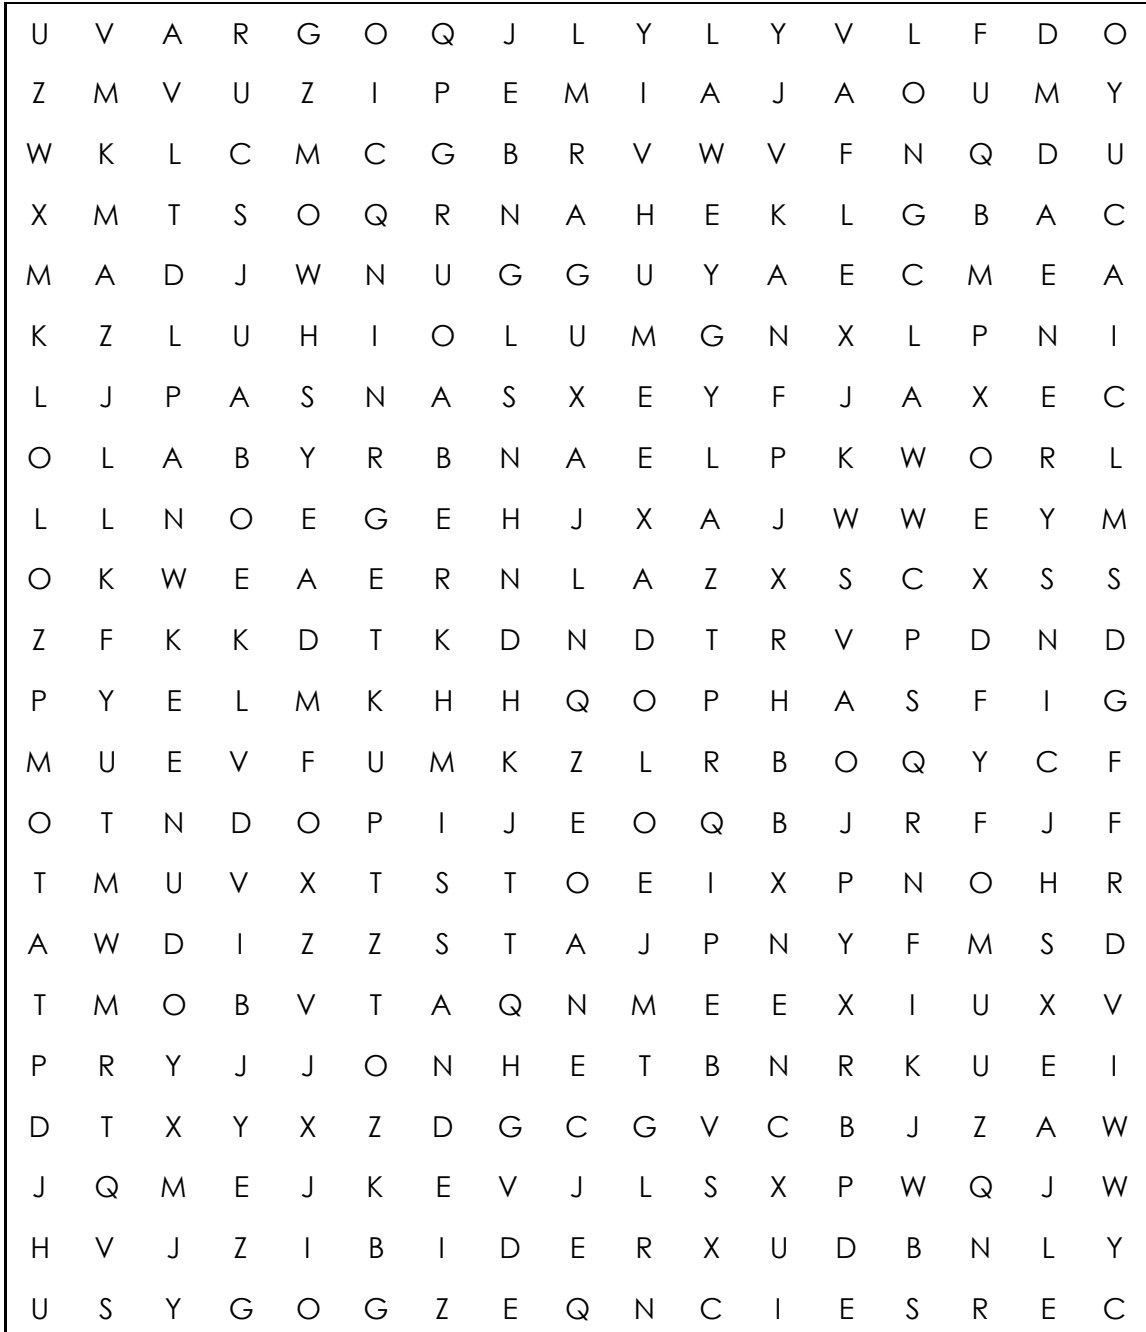 U V A R G O Q J L Y L Y V L F D O
Z M V U Z I P E M I A J A O U M Y
W K L C M C G B R V W V F N Q D U
X M T S O Q R N A H E K L G B A C
M A D J W N U G G U Y A E C M E A
K Z L U H I O L U M G N X L P N I
L J P A S N A S X E Y F J A X E C
O L A B Y R B N A E L P K W O R L
L L N O E G E H J X A J W W E Y M
O K W E A E R N L A Z X S C X S S
Z F K K D T K D N D T R V P D N D
P Y E L M K H H Q O P H A S F I G
M U E V F U M K Z L R B O Q Y C F
O T N D O P I J E O Q B J R F J F
T M U V X T S T O E I X P N O H R
A W D I Z Z S T A J P N Y F M S D
T M O B V T A Q N M E E X I U X V
P R Y J J O N H E T B N R K U E I
D T X Y X Z D G C G V C B J Z A W
J Q M E J K E V J L S X P W Q J W
H V J Z I B I D E R X U D B N L Y
U S Y G O G Z E Q N C I E S R E C